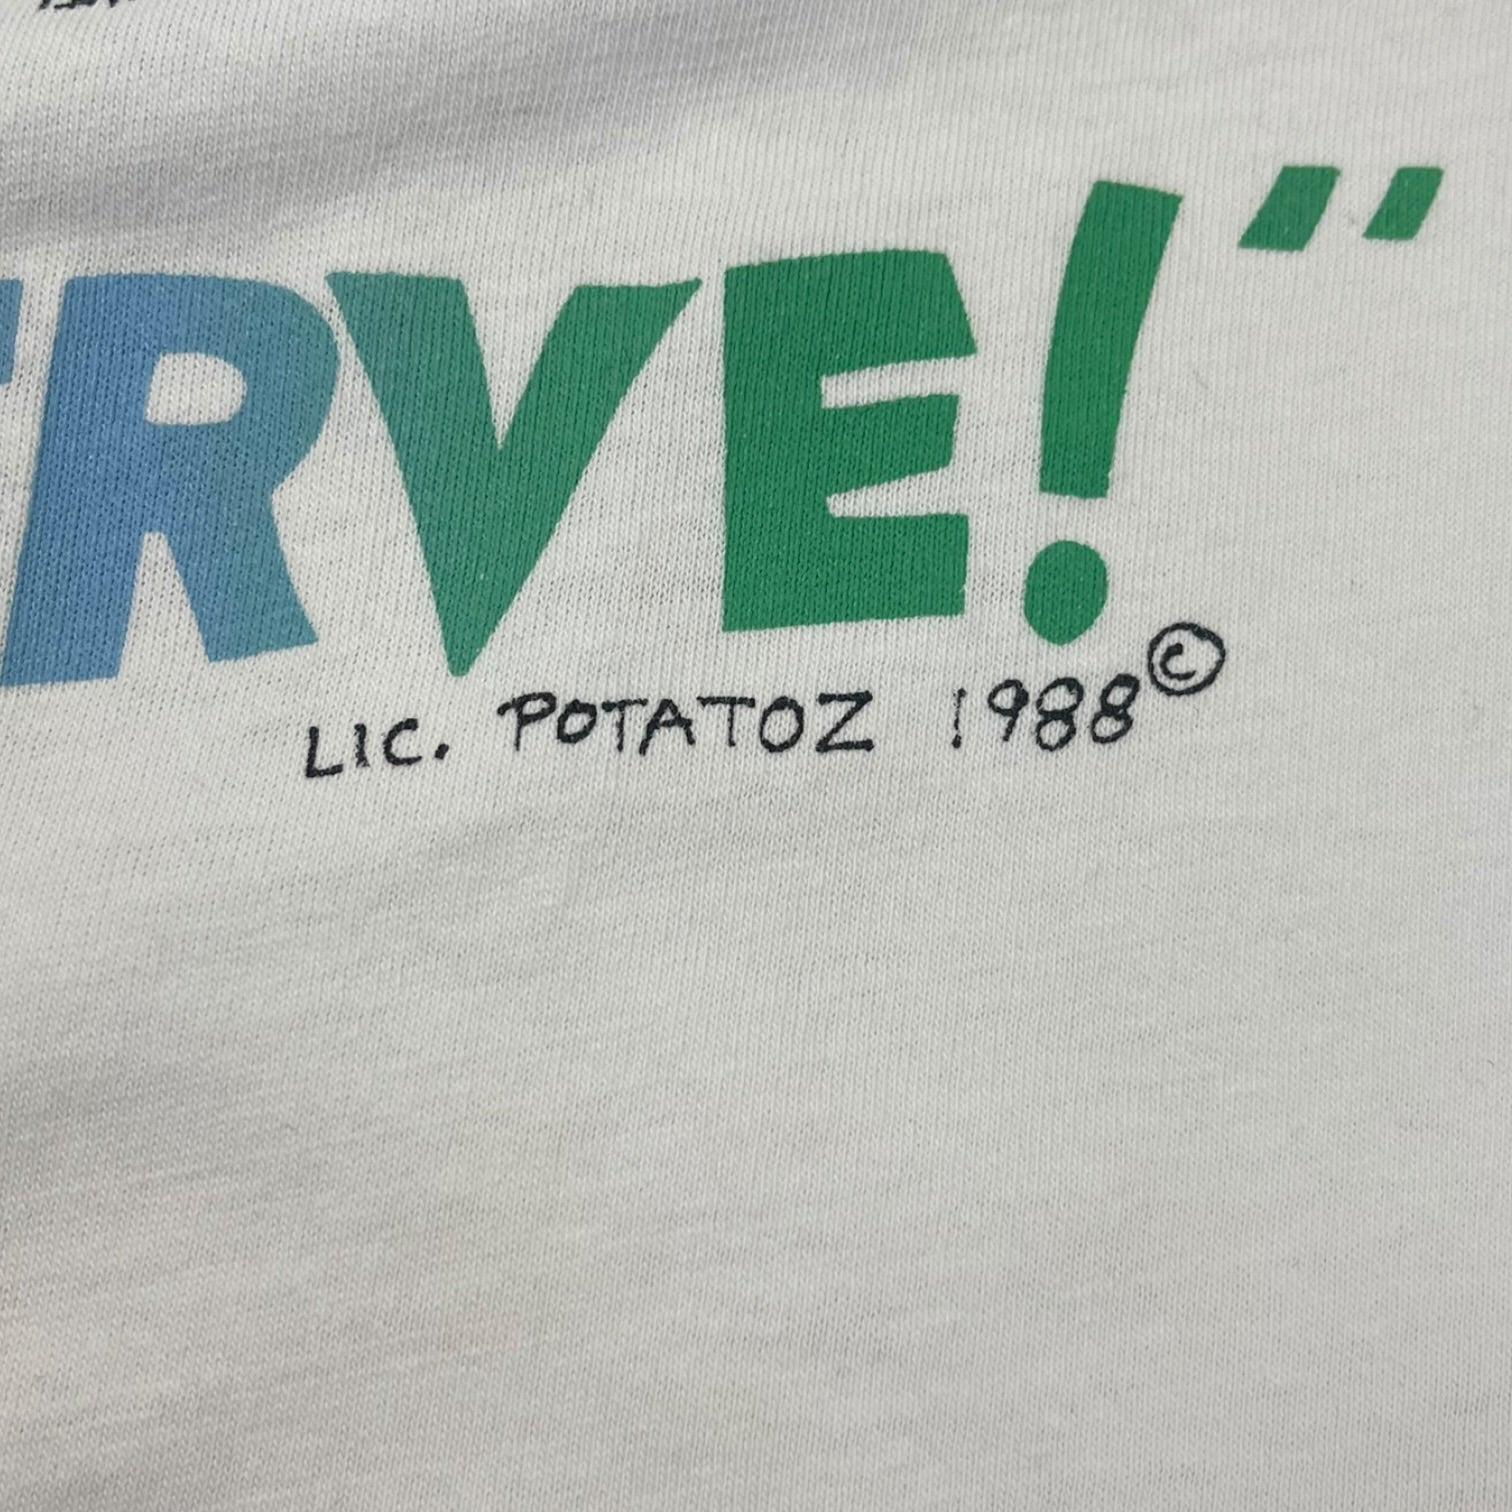 RVE!”
LIC. POTATOZ 1988©